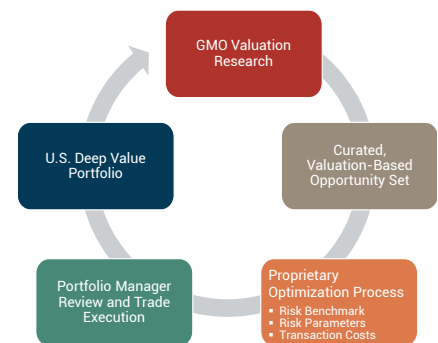 GMO Valuation
Research
Curated,
Valuation-Based
Opportunity Set
Proprietary
Optimization Process
▪ Risk Benchmark
▪ Risk Parameters
▪ Transaction Costs
Portfolio Manager
Review and Trade
Execution
U.S. Deep Value
Portfolio